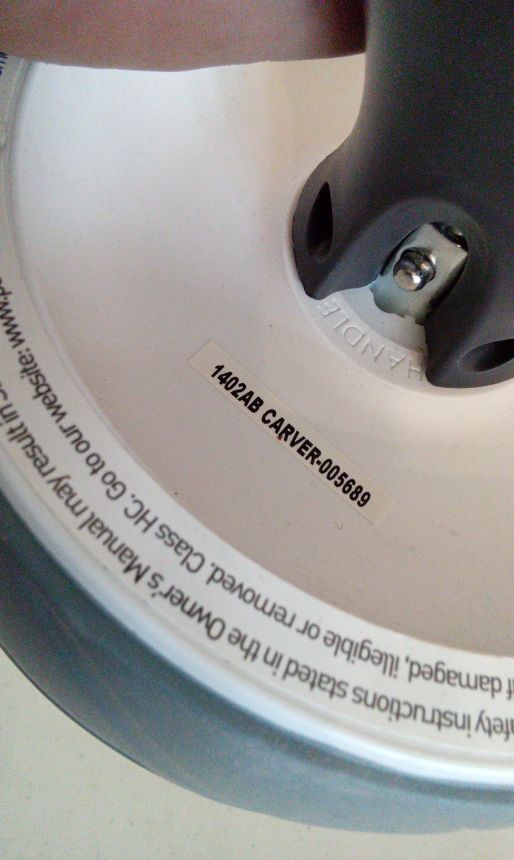 HANDLE
1402AB CARVER-005689
safety instructions stated in the Owner's Manual may result in
if damaged, illegible or removed. Class HC. Go to our website: www.p